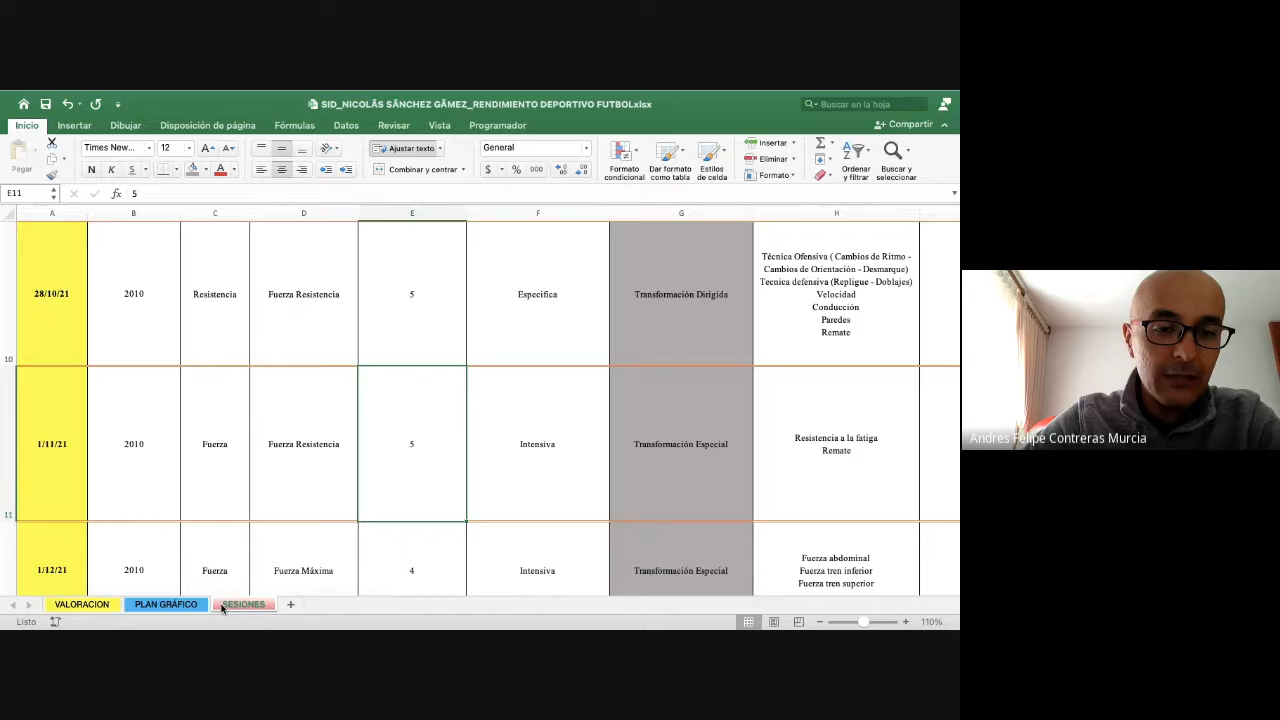 SID_NICOLÁS SÁNCHEZ GÁMEZ_RENDIMIENTO DEPORTIVO FUTBOLxlsx
Buscar en la hoja
Inicio Insertar Dibujar Disposición de página Fórmulas Datos Revisar Vista Programador
Compartir
Pegar
Times New... 12
A A
N K S A
Ajustar texto
Combinar y centrar
General
$ % 000
Formato condicional
Dar formato como tabla
Estilos de celda
Insertar
Eliminar
Formato
Ordenar y filtrar
Buscar y seleccionar
E11 fx 5
A B C D E F G H
28/10/21 2010 Resistencia Fuerza Resistencia 5 Especifica Transformación Dirigida
Técnica Ofensiva ( Cambios de Ritmo -
Cambios de Orientación - Desmarque)
Tecnica defensiva (Repligue - Doblajes)
Velocidad
Conducción
Paredes
Remate
10
1/11/21 2010 Fuerza Fuerza Resistencia 5 Intensiva Transformación Especial
Resistencia a la fatiga
Remate
11
1/12/21 2010 Fuerza Fuerza Máxima 4 Intensiva Transformación Especial
Fuerza abdominal
Fuerza tren inferior
Fuerza tren superior
VALORACION PLAN GRÁFICO SESIONES +
Listo
110%
Andres Felipe Contreras Murcia